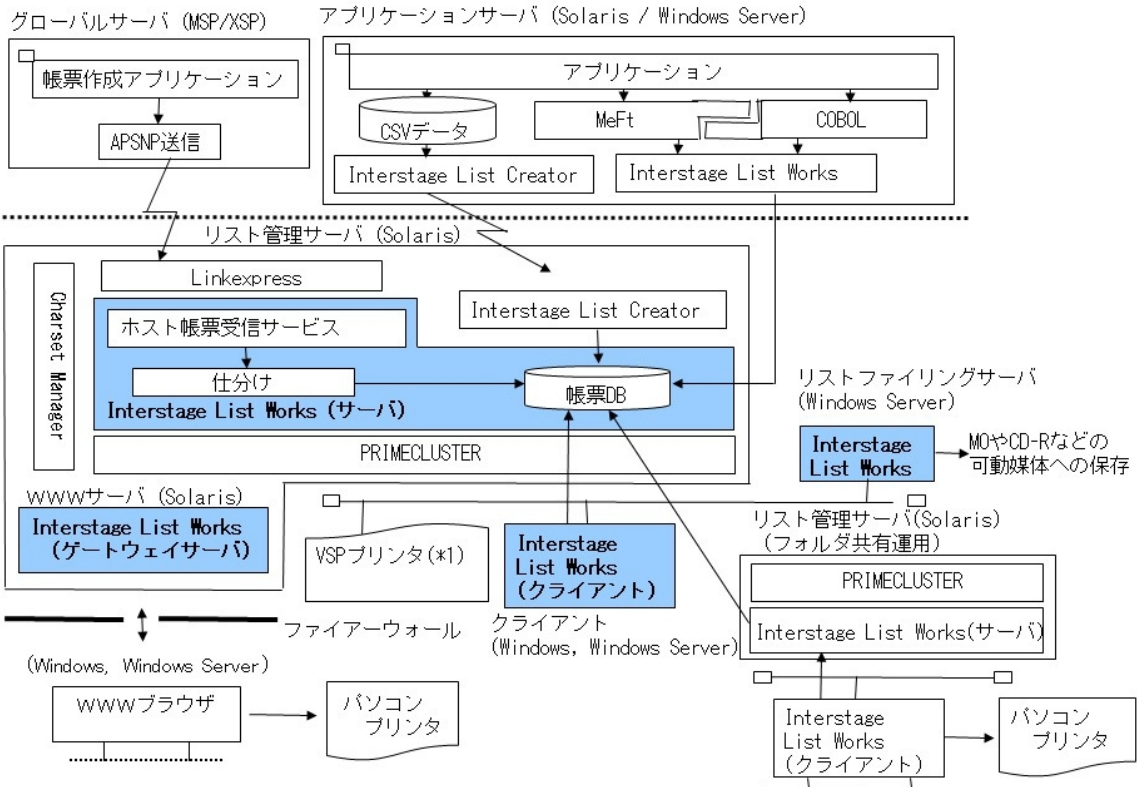 グローバルサーバ (MSP/XSP)
帳票作成アプリケーション
APSNP送信
アプリケーションサーバ (Solaris / Windows Server)
アプリケーション
CSVデータ
MeFt
COBOL
Interstage List Creator
Interstage List Works
リスト管理サーバ (Solaris)
Charset Manager
Linkexpress
ホスト帳票受信サービス
仕分け
Interstage List Works (サーバ)
Interstage List Creator
帳票DB
PRIMECLUSTER
リストファイリングサーバ
(Windows Server)
Interstage
List Works
MOやCD-Rなどの
可動媒体への保存
WWWサーバ (Solaris)
Interstage List Works
(ゲートウェイサーバ)
VSPプリンタ(*1)
Interstage
List Works
(クライアント)
クライアント
(Windows, Windows Server)
リスト管理サーバ(Solaris)
(フォルダ共有運用)
PRIMECLUSTER
Interstage List Works(サーバ)
ファイアーウォール
(Windows, Windows Server)
WWWブラウザ
パソコン
プリンタ
Interstage
List Works
(クライアント)
パソコン
プリンタ